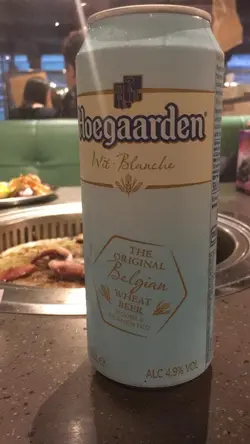 Hoegaarden
Wit · Blanche
THE
ORIGINAL
Belgian
WHEAT
BEER
ALC 4.9% VOL